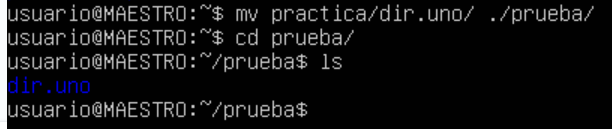 usuario@MAESTRO:~$ mv practica/dir.uno/ ./prueba/
usuario@MAESTRO:~$ cd prueba/
usuario@MAESTRO:~/prueba$ ls
dir.uno
usuario@MAESTRO:~/prueba$